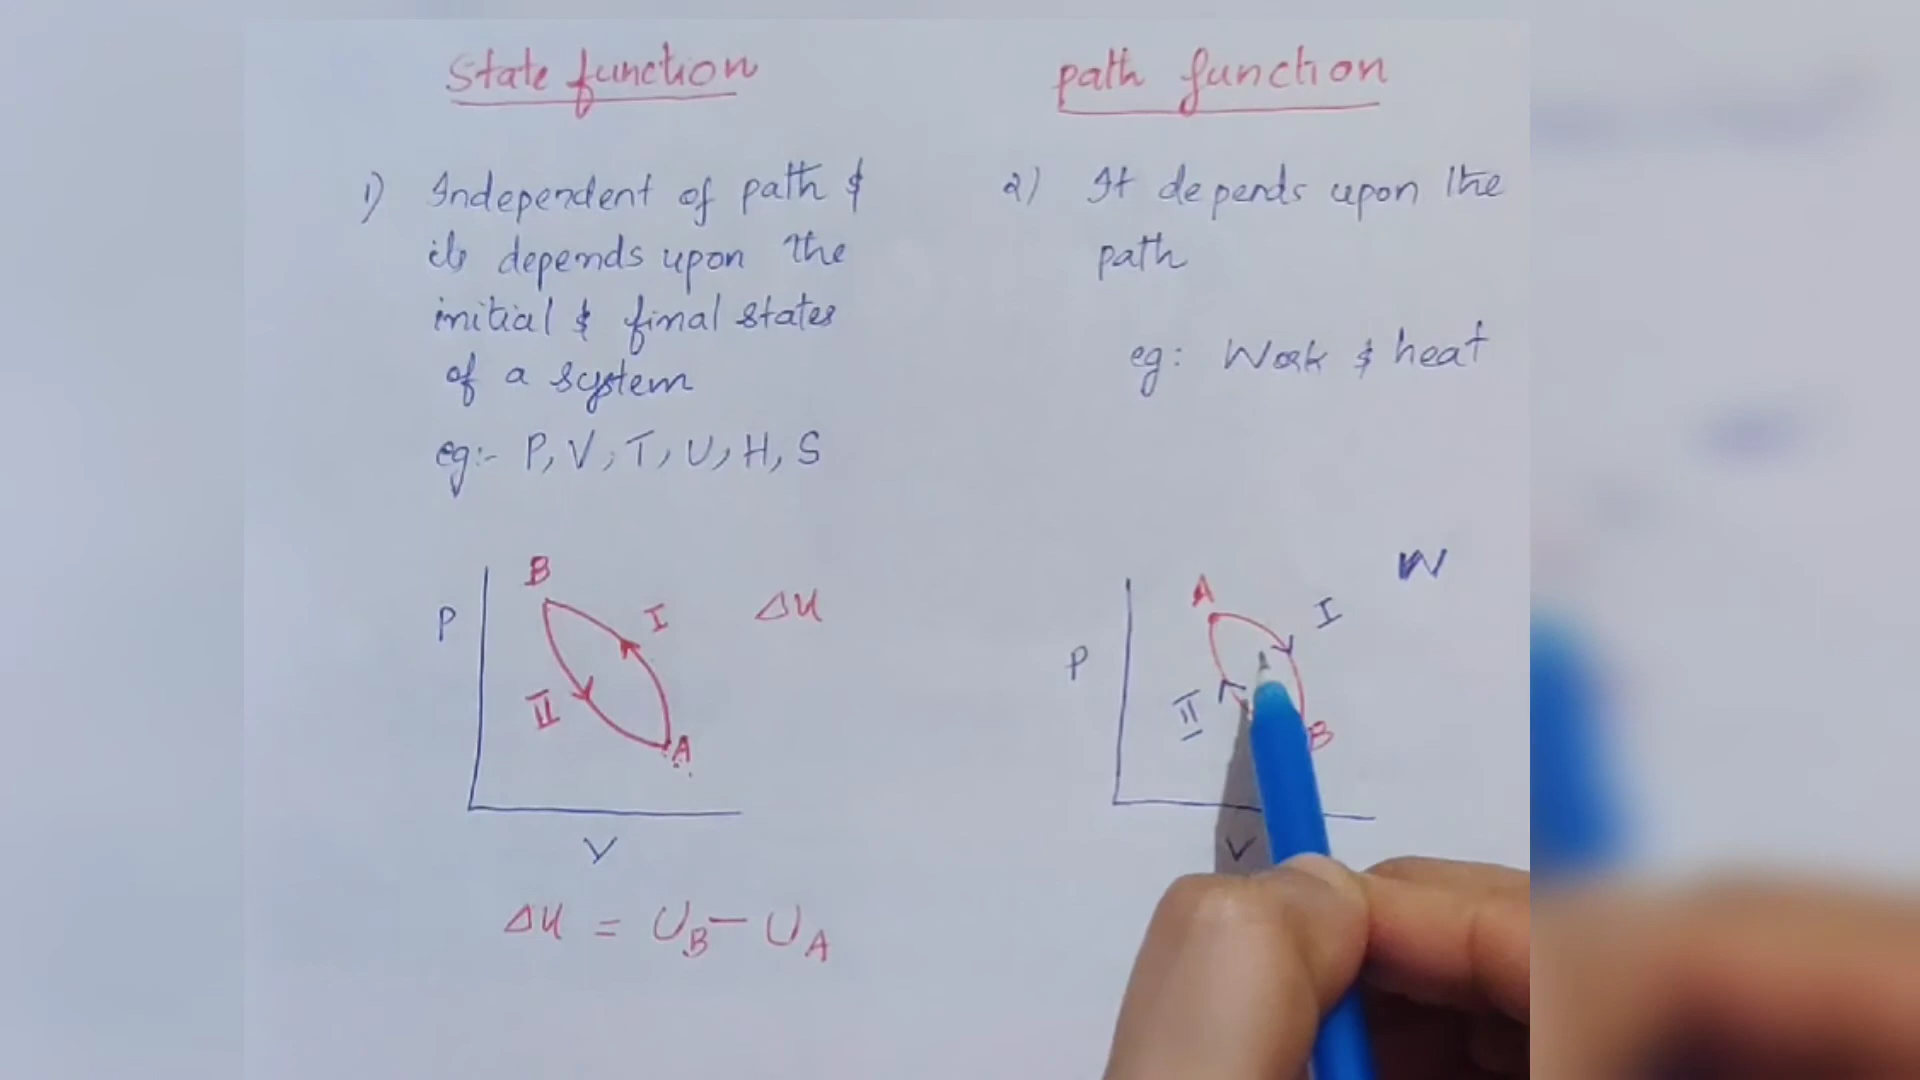 State function
1) Independent of path &
its depends upon the
initial & final states
of a system
eg:- P, V, T, U, H, S
B
P
I
ΔU
II
A
V
ΔU = U_B - U_A
path function
2) It depends upon the
path
eg: Work & heat
W
A
I
P
II
B
V